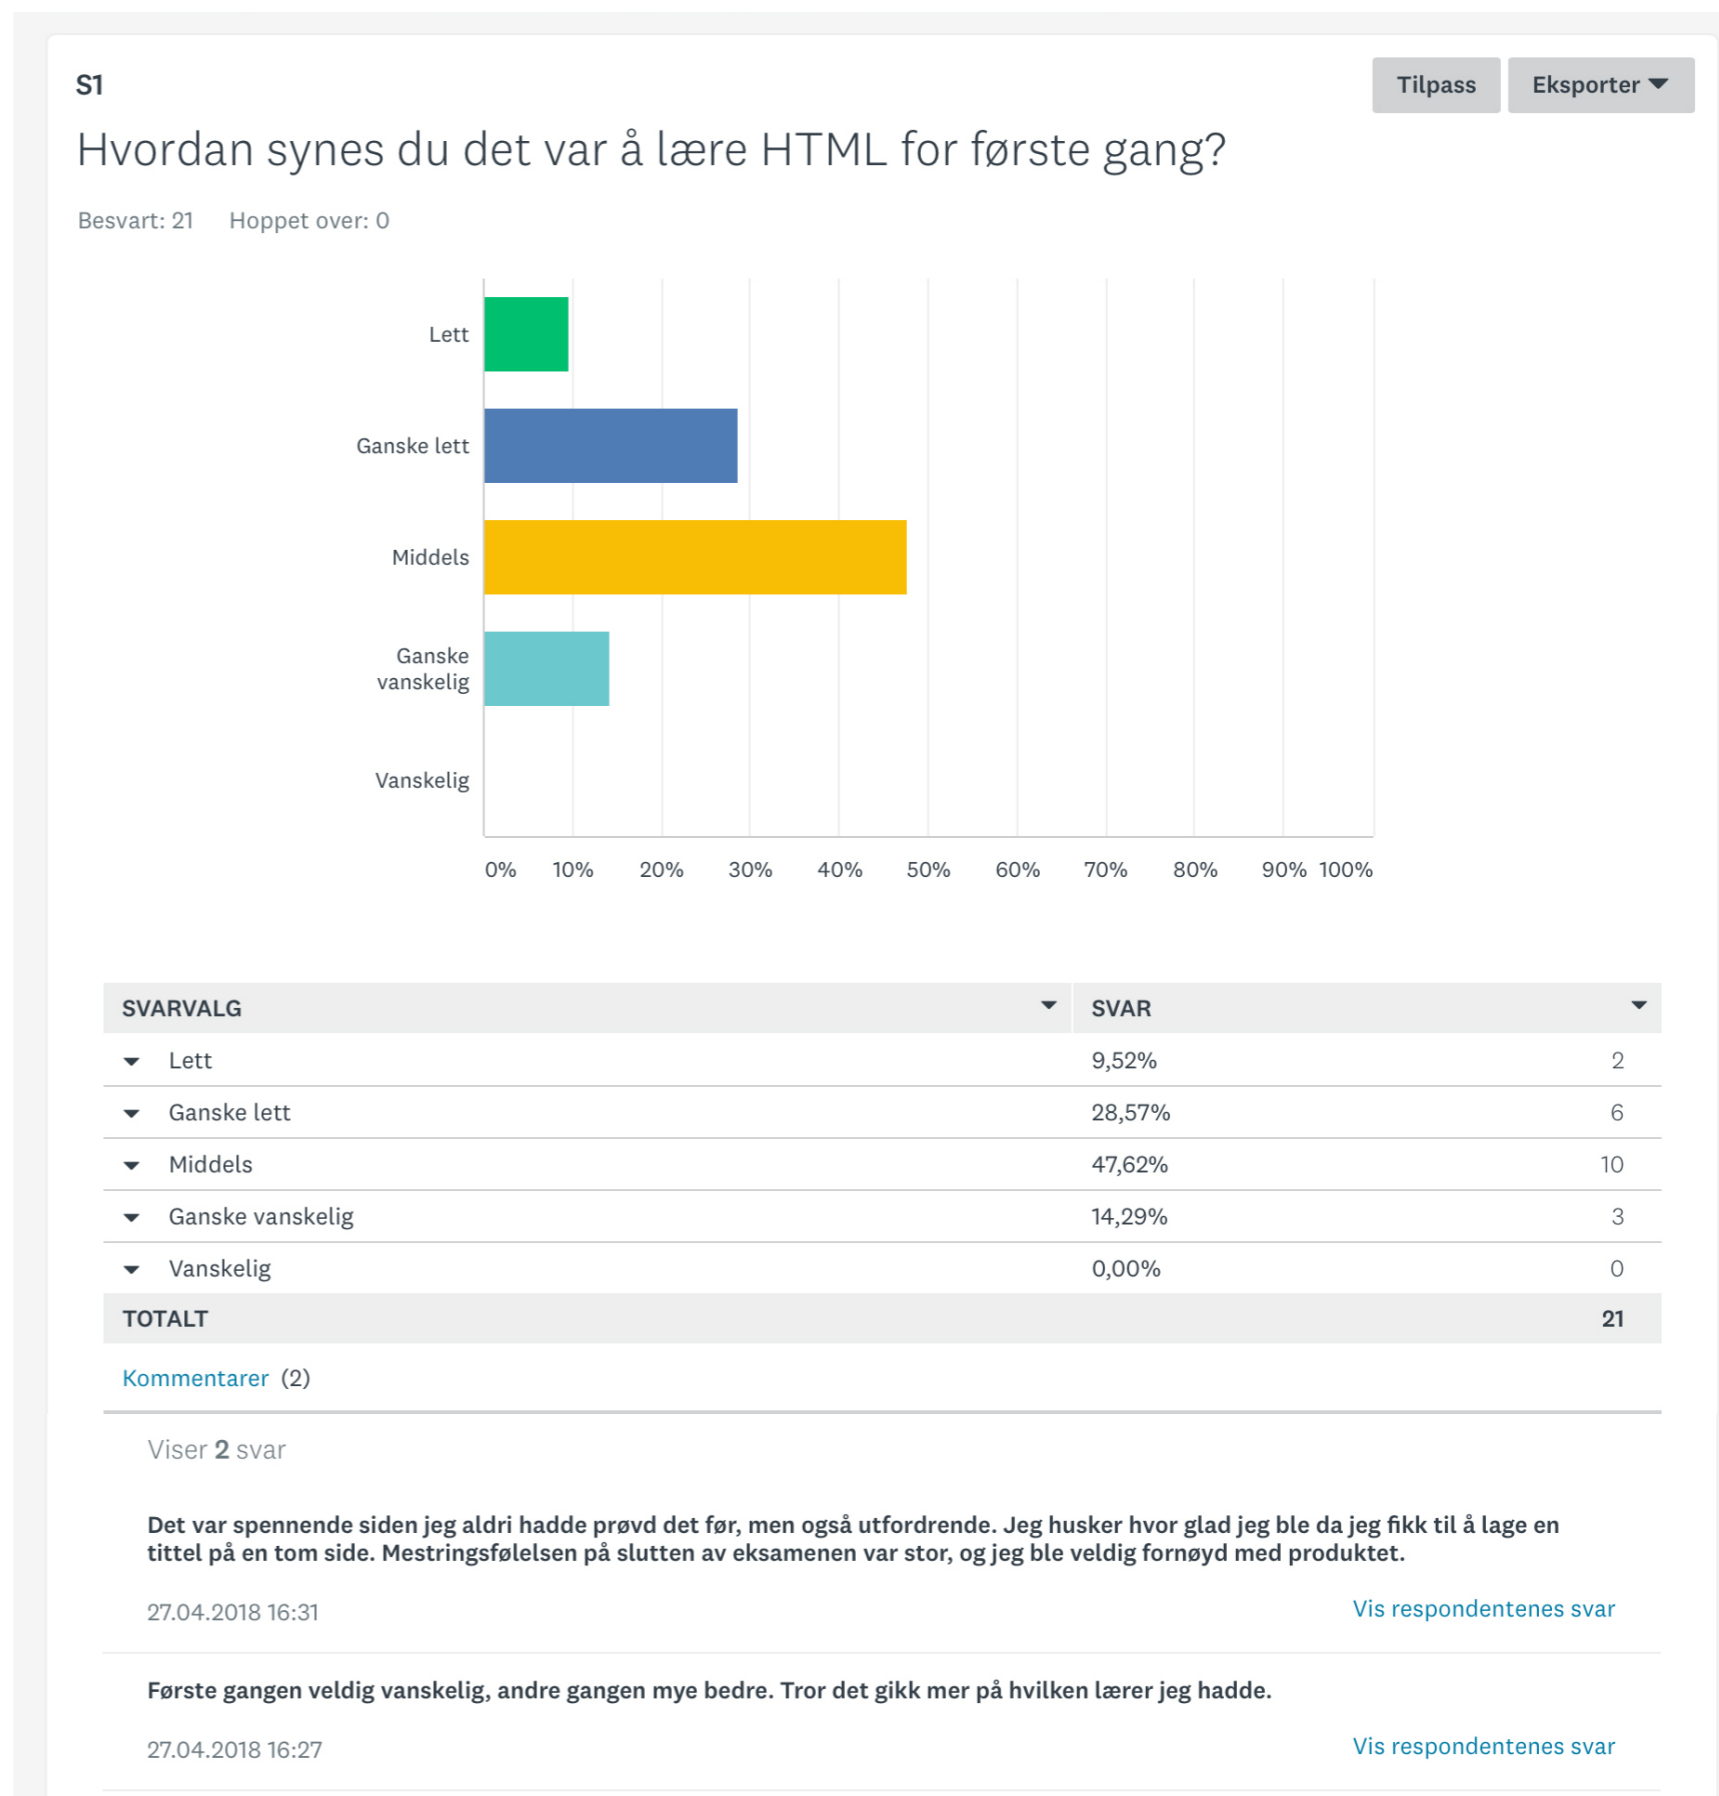 S1
Tilpass
Eksporter
Hvordan synes du det var å lære HTML for første gang?
Besvart: 21 Hoppet over: 0
Lett
Ganske lett
Middels
Ganske
vanskelig
Vanskelig
0% 10% 20% 30% 40% 50% 60% 70% 80% 90% 100%
SVARVALG SVAR
Lett 9,52% 2
Ganske lett 28,57% 6
Middels 47,62% 10
Ganske vanskelig 14,29% 3
Vanskelig 0,00% 0
TOTALT 21
Kommentarer (2)
Viser 2 svar
Det var spennende siden jeg aldri hadde prøvd det før, men også utfordrende. Jeg husker hvor glad jeg ble da jeg fikk til å lage en
tittel på en tom side. Mestringsfølelsen på slutten av eksamenen var stor, og jeg ble veldig fornøyd med produktet.
27.04.2018 16:31 Vis respondentenes svar
Første gangen veldig vanskelig, andre gangen mye bedre. Tror det gikk mer på hvilken lærer jeg hadde.
27.04.2018 16:27 Vis respondentenes svar